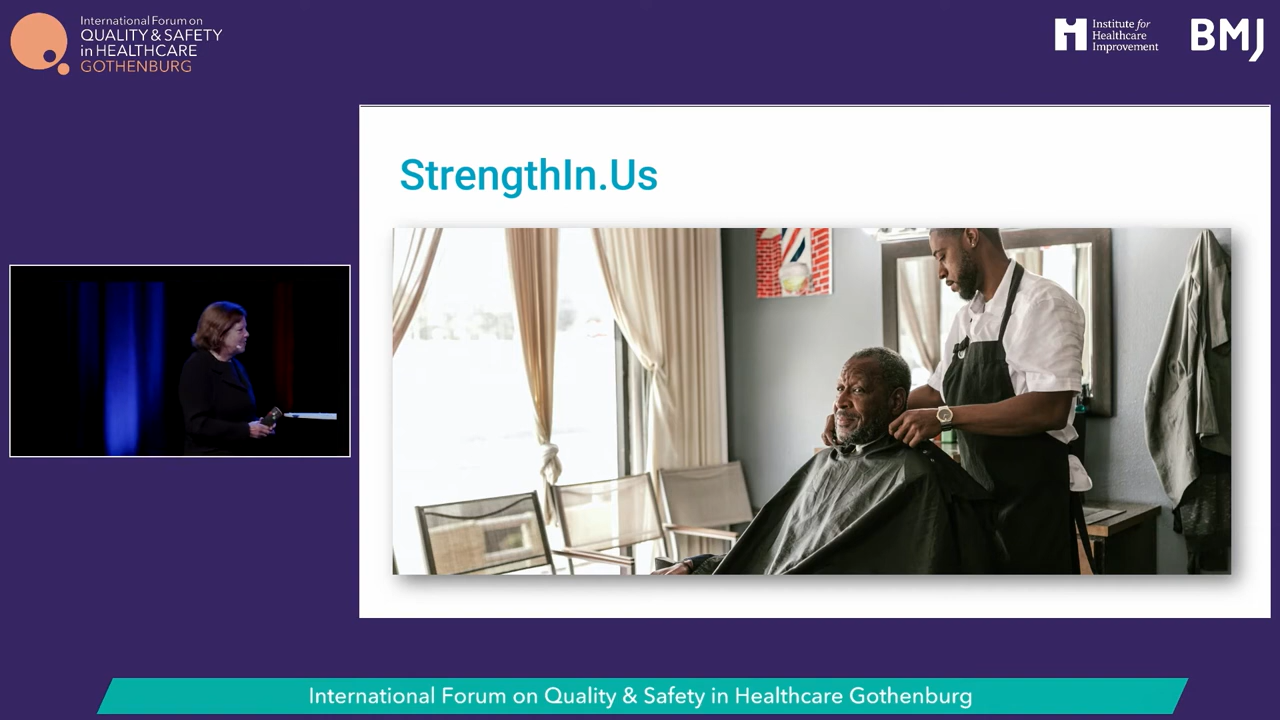 International Forum on
QUALITY & SAFETY
in HEALTHCARE
GOTHENBURG
Institute for
Healthcare
Improvement
BMJ
StrengthIn.Us
International Forum on Quality & Safety in Healthcare Gothenburg